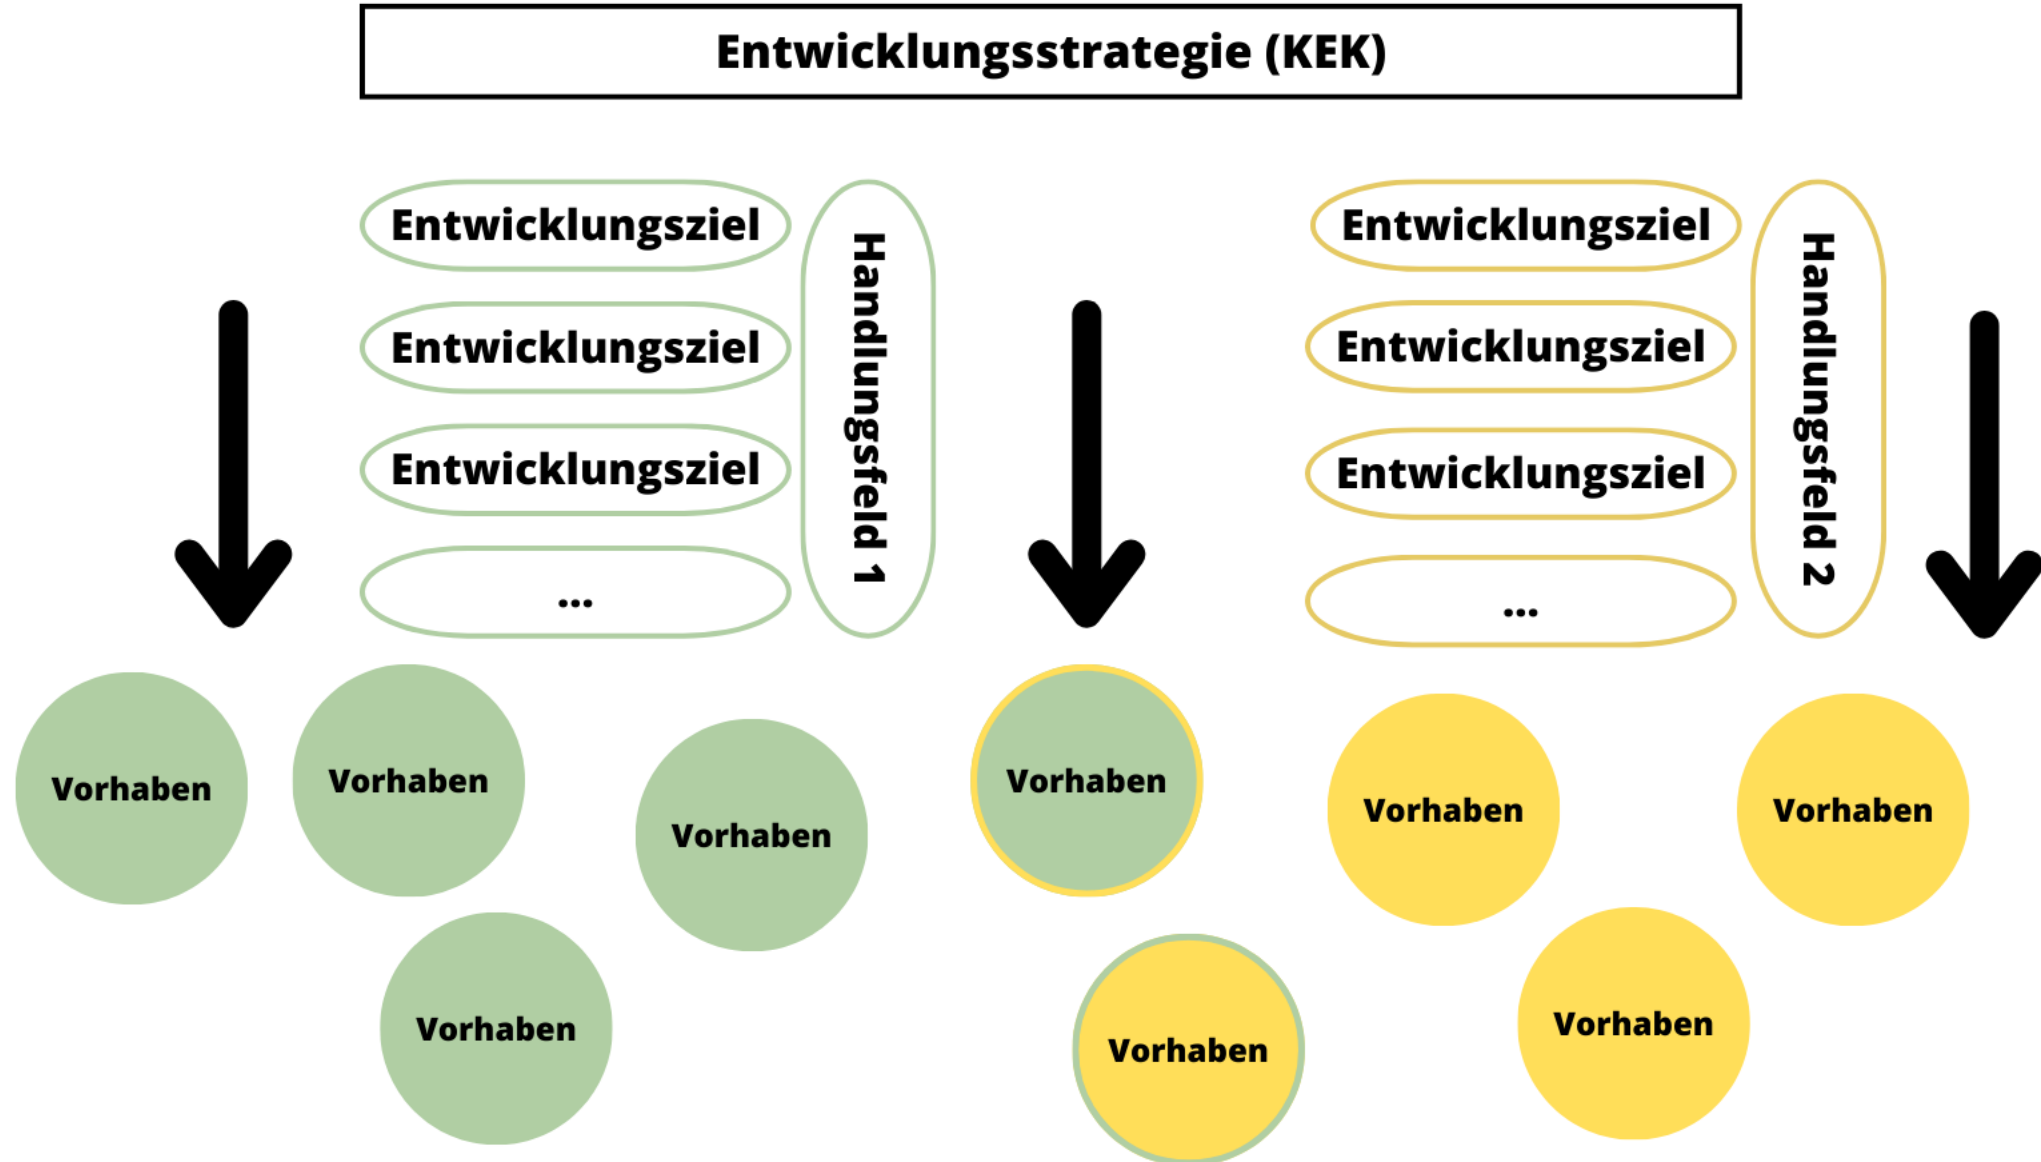 Entwicklungsstrategie (KEK)
Entwicklungsziel
Entwicklungsziel
Entwicklungsziel
...
Handlungsfeld 1
Entwicklungsziel
Entwicklungsziel
Entwicklungsziel
...
Handlungsfeld 2
Vorhaben
Vorhaben
Vorhaben
Vorhaben
Vorhaben
Vorhaben
Vorhaben
Vorhaben
Vorhaben